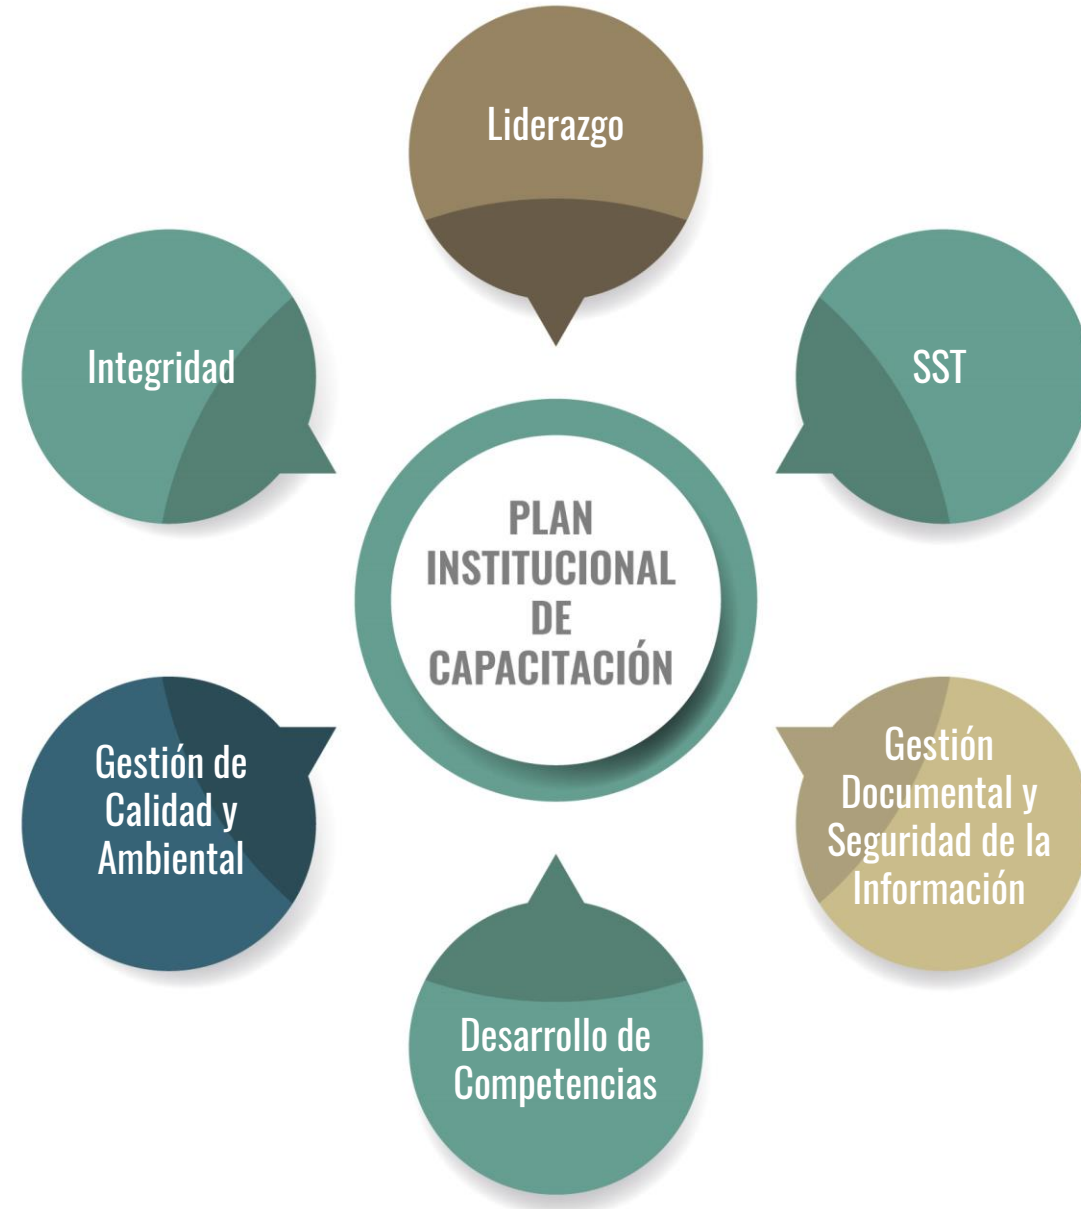 Liderazgo
Integridad
SST
PLAN
INSTITUCIONAL
DE
CAPACITACIÓN
Gestión de
Calidad y
Ambiental
Gestión
Documental y
Seguridad de la
Información
Desarrollo de
Competencias